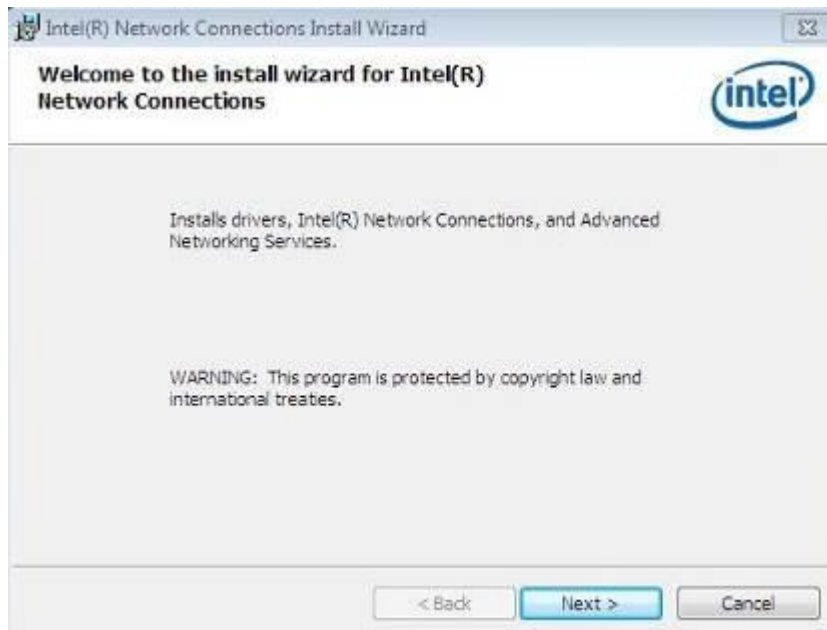 Intel(R) Network Connections Install Wizard
Welcome to the install wizard for Intel(R)
Network Connections
intel
Installs drivers, Intel(R) Network Connections, and Advanced
Networking Services.
WARNING: This program is protected by copyright law and
international treaties.
< Back
Next >
Cancel